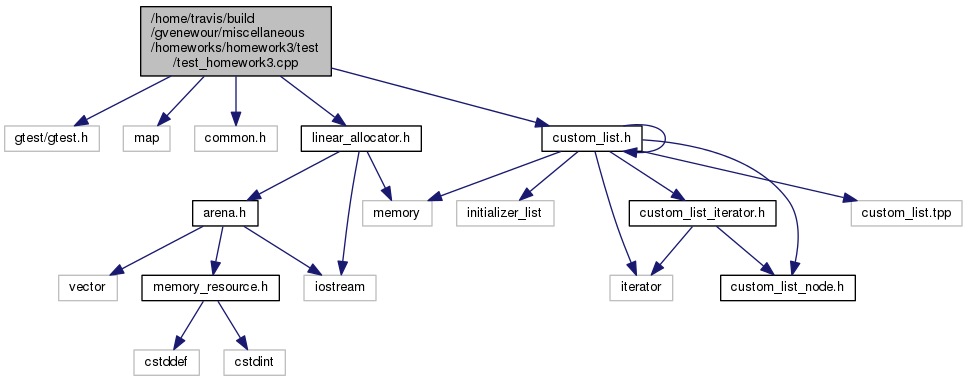 /home/travis/build
/gvenewour/miscellaneous
/homeworks/homework3/test
/test_homework3.cpp
gtest/gtest.h
map
common.h
linear_allocator.h
custom_list.h
arena.h
memory
initializer_list
custom_list_iterator.h
custom_list.tpp
vector
memory_resource.h
iostream
iterator
custom_list_node.h
cstddef
cstdint